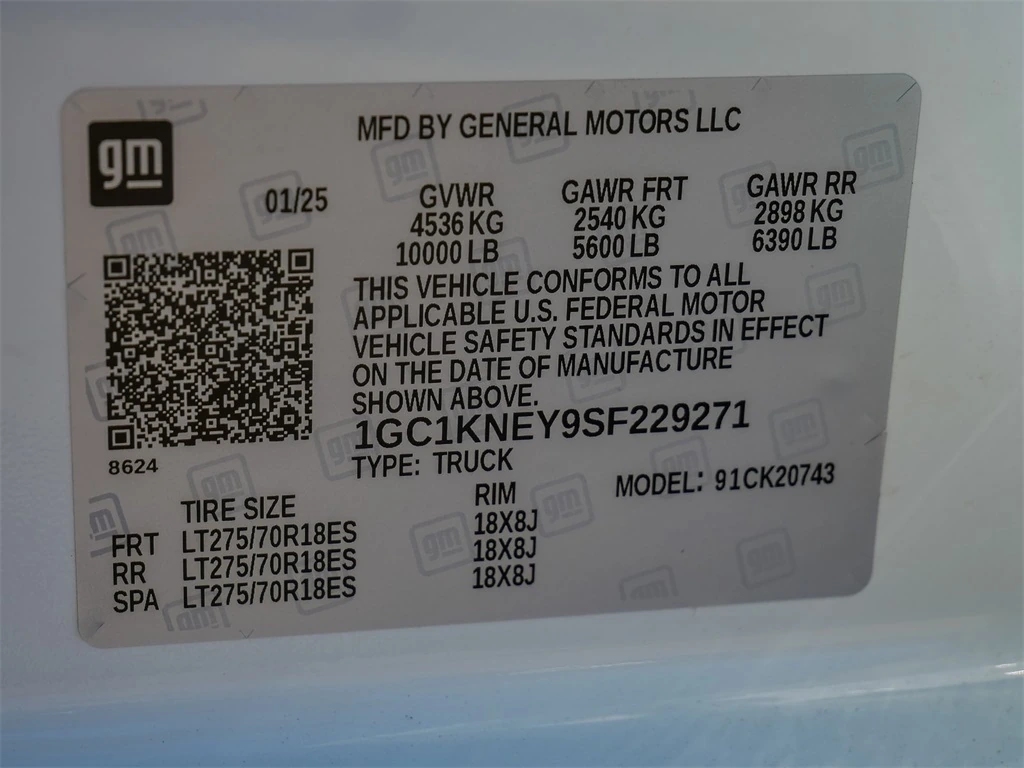 gm
MFD BY GENERAL MOTORS LLC
01/25 GVWR GAWR FRT GAWR RR
4536 KG 2540 KG 2898 KG
10000 LB 5600 LB 6390 LB
THIS VEHICLE CONFORMS TO ALL
APPLICABLE U.S. FEDERAL MOTOR
VEHICLE SAFETY STANDARDS IN EFFECT
ON THE DATE OF MANUFACTURE
SHOWN ABOVE.
1GC1KNEY9SF229271
8624
TYPE: TRUCK
MODEL: 91CK20743
TIRE SIZE RIM
FRT LT275/70R18ES 18X8J
RR LT275/70R18ES 18X8J
SPA LT275/70R18ES 18X8J